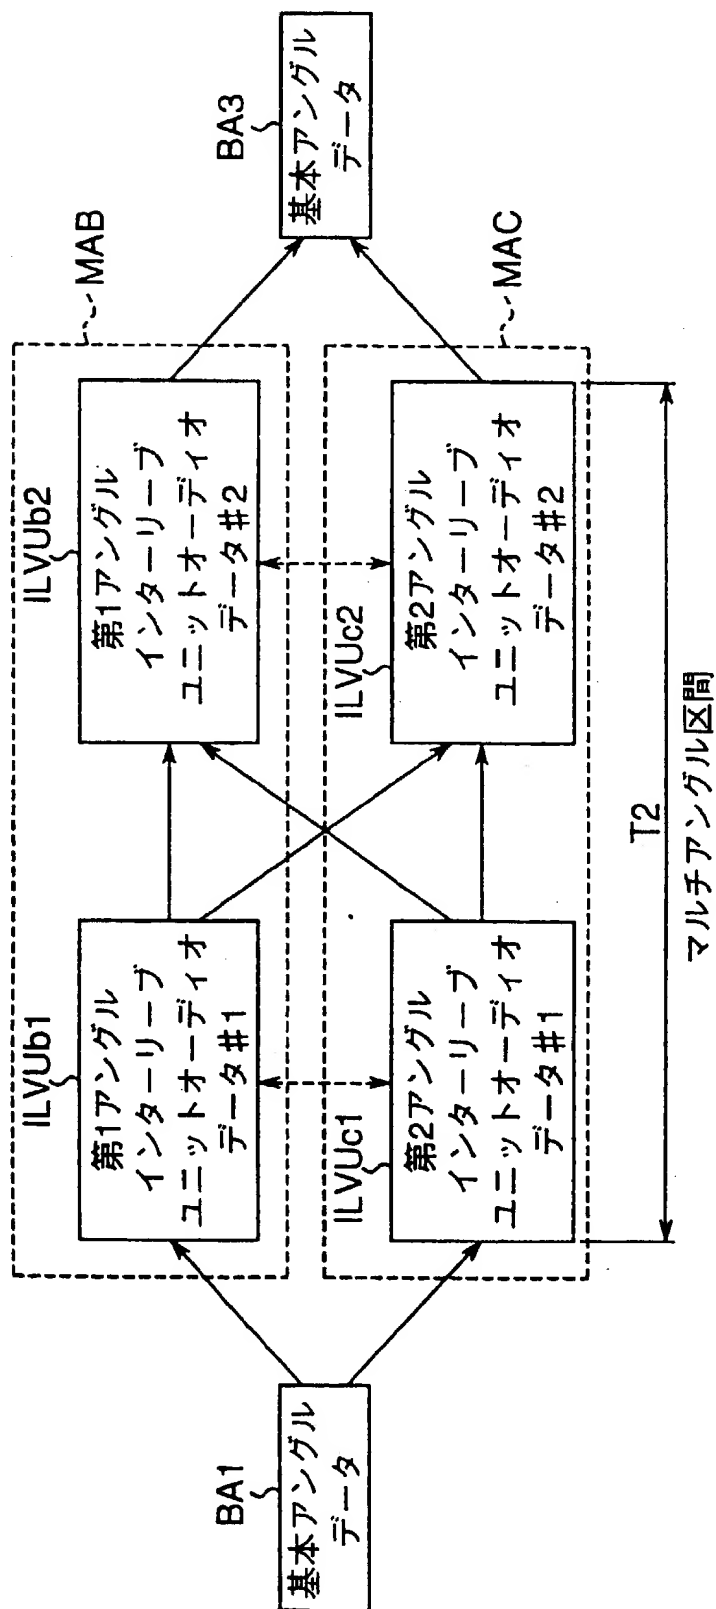 BA1
基本アングル
データ
MAB
ILVUb1
第1アングル
インターリーブ
ユニットオーディオ
データ#1
ILVUb2
第1アングル
インターリーブ
ユニットオーディオ
データ#2
MAC
ILVUc1
第2アングル
インターリーブ
ユニットオーディオ
データ#1
ILVUc2
第2アングル
インターリーブ
ユニットオーディオ
データ#2
BA3
基本アングル
データ
T2
マルチアングル区間